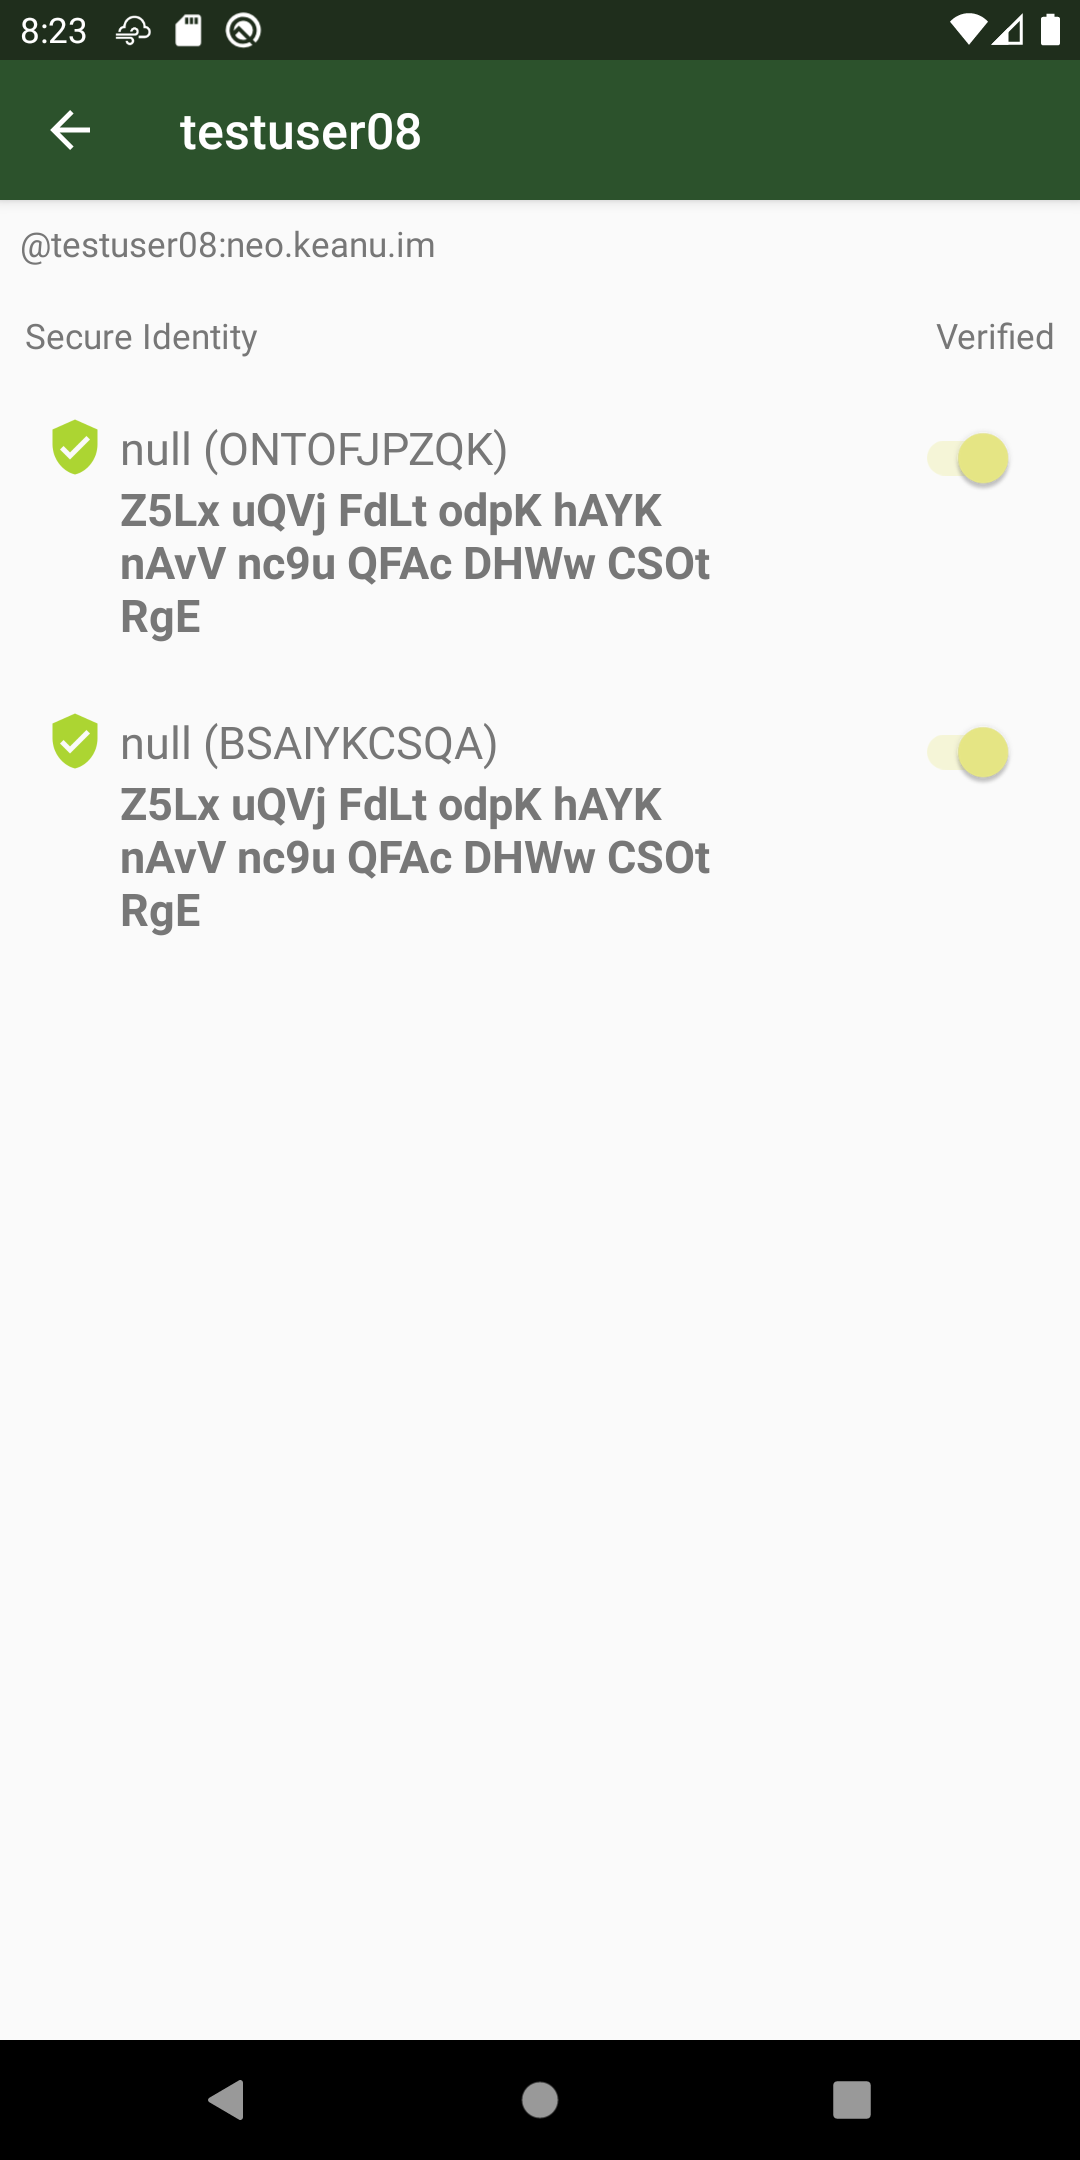 8:23
testuser08
@testuser08:neo.keanu.im
Secure Identity Verified
null (ONTOFJPZQK)
Z5Lx uQVj FdLt odpK hAYK
nAvV nc9u QFAc DHWw CSOt
RgE
null (BSAIYKCSQA)
Z5Lx uQVj FdLt odpK hAYK
nAvV nc9u QFAc DHWw CSOt
RgE